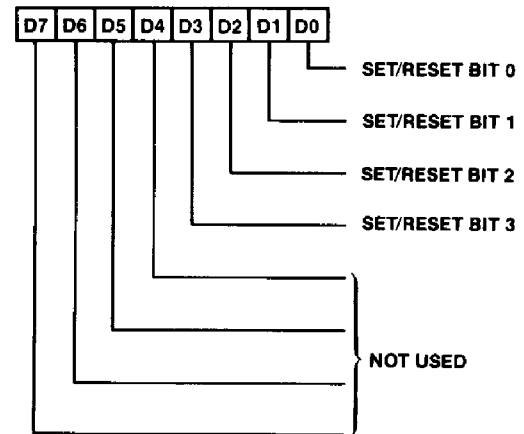 D7 D6 D5 D4 D3 D2 D1 D0
SET/RESET BIT 0
SET/RESET BIT 1
SET/RESET BIT 2
SET/RESET BIT 3
NOT USED